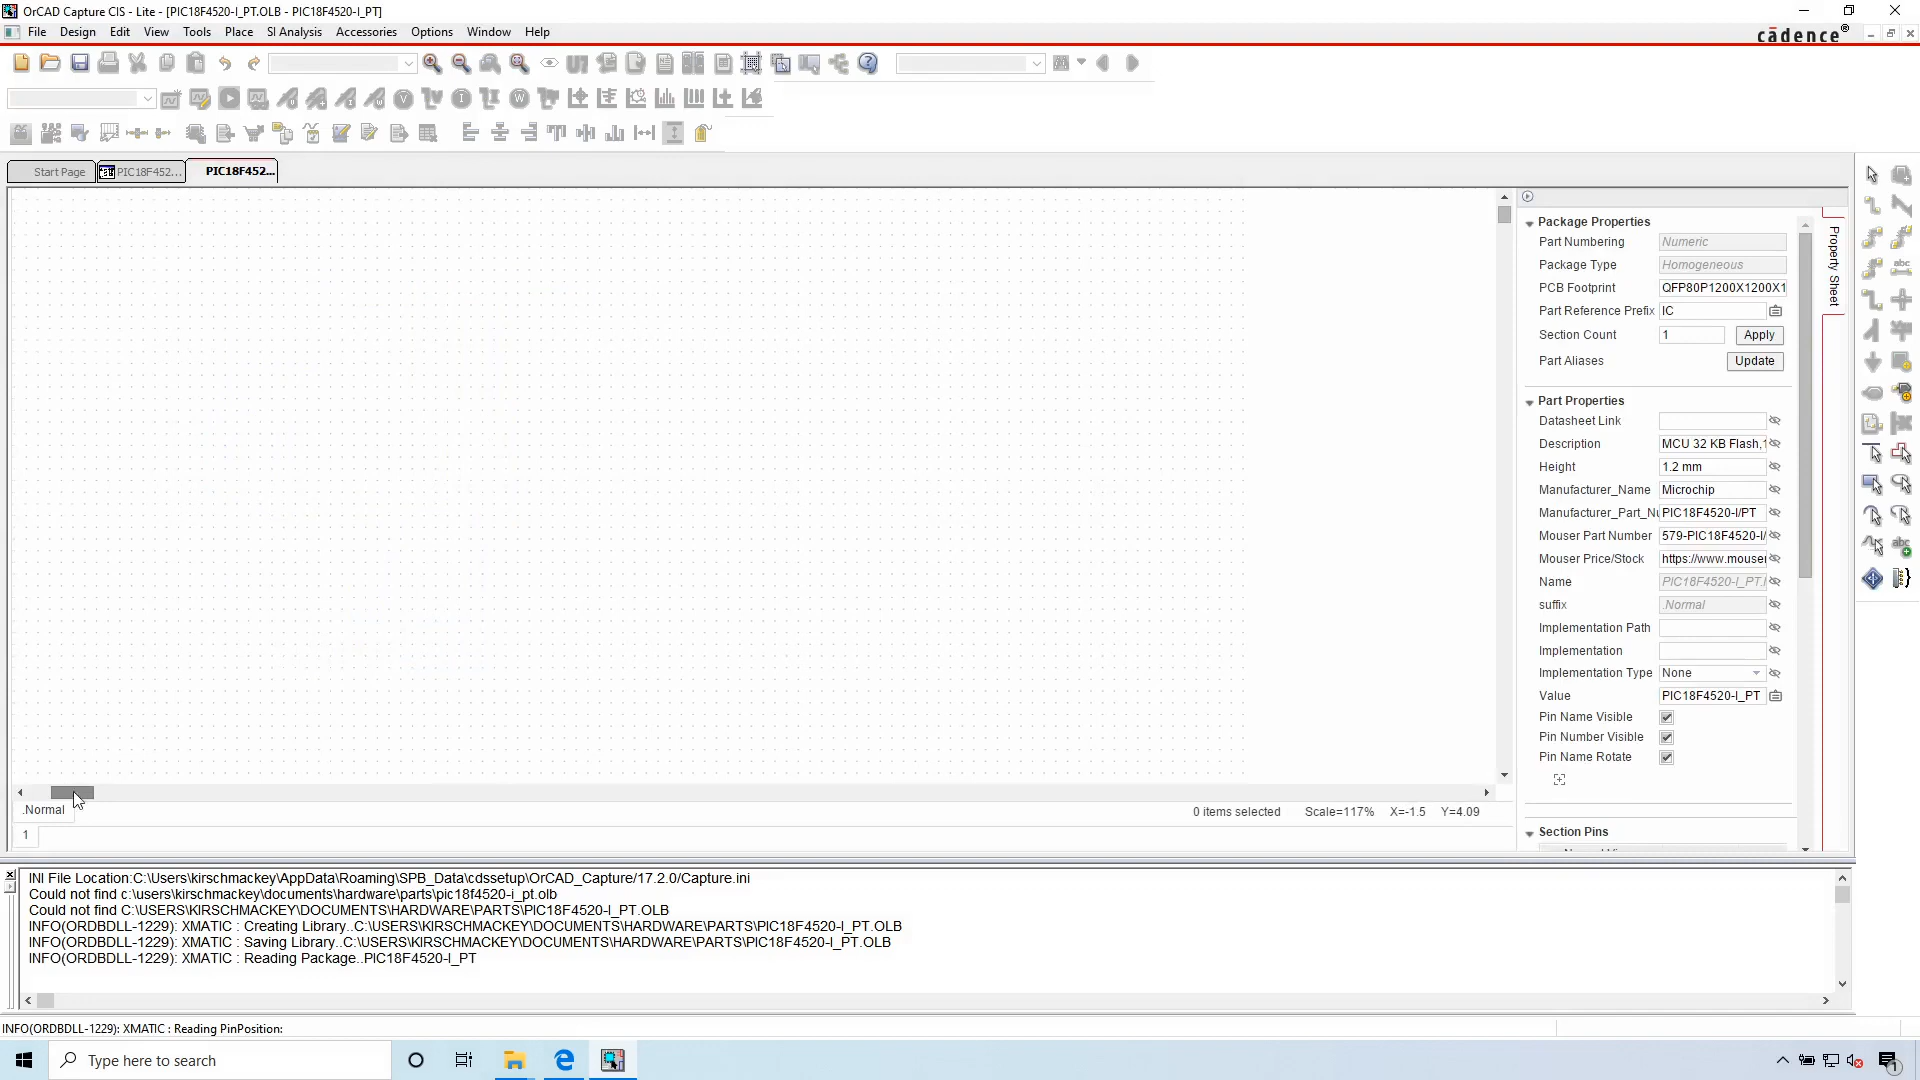 OrCAD Capture CIS - Lite - [PIC18F4520-I_PT.OLB - PIC18F4520-I_PT]
File Design Edit View Tools Place SI Analysis Accessories Options Window Help
cādence®
Start Page PIC18F452... PIC18F452...
Package Properties
Part Numbering Numeric
Package Type Homogeneous
PCB Footprint QFP80P1200X1200X1
Part Reference Prefix IC
Section Count 1 Apply
Part Aliases Update
Property Sheet
Part Properties
Datasheet Link
Description MCU 32 KB Flash,
Height 1.2 mm
Manufacturer_Name Microchip
Manufacturer_Part_Nu PIC18F4520-I/PT
Mouser Part Number 579-PIC18F4520-I/
Mouser Price/Stock https://www.mouser
Name PIC18F4520-I_PT.
suffix .Normal
Implementation Path
Implementation
Implementation Type None
Value PIC18F4520-I_PT
Pin Name Visible
Pin Number Visible
Pin Name Rotate
Section Pins
.Normal
0 items selected Scale=117% X=-1.5 Y=4.09
1
INI File Location:C:\Users\kirschmackey\AppData\Roaming\SPB_Data\cdssetup\OrCAD_Capture/17.2.0/Capture.ini
Could not find c:\users\kirschmackey\documents\hardware\parts\pic18f4520-i_pt.olb
Could not find C:\USERS\KIRSCHMACKEY\DOCUMENTS\HARDWARE\PARTS\PIC18F4520-I_PT.OLB
INFO(ORDBDLL-1229): XMATIC : Creating Library..C:\USERS\KIRSCHMACKEY\DOCUMENTS\HARDWARE\PARTS\PIC18F4520-I_PT.OLB
INFO(ORDBDLL-1229): XMATIC : Saving Library..C:\USERS\KIRSCHMACKEY\DOCUMENTS\HARDWARE\PARTS\PIC18F4520-I_PT.OLB
INFO(ORDBDLL-1229): XMATIC : Reading Package..PIC18F4520-I_PT
INFO(ORDBDLL-1229): XMATIC : Reading PinPosition:
Type here to search
1